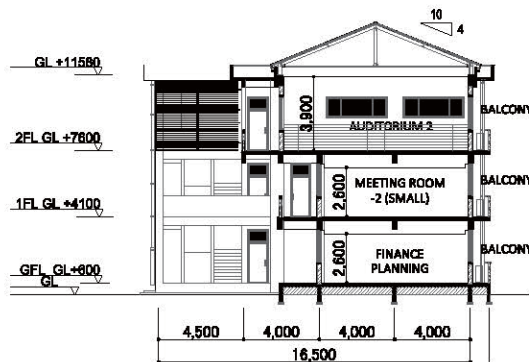 10
4
GL +11560
3,900
AUDITORIUM-2
BALCONY
2FL GL +7600
2,600
MEETING ROOM
-2 (SMALL)
BALCONY
1FL GL +4100
2,600
FINANCE
PLANNING
BALCONY
GFL GL+600
GL
4,500 4,000 4,000 4,000
16,500